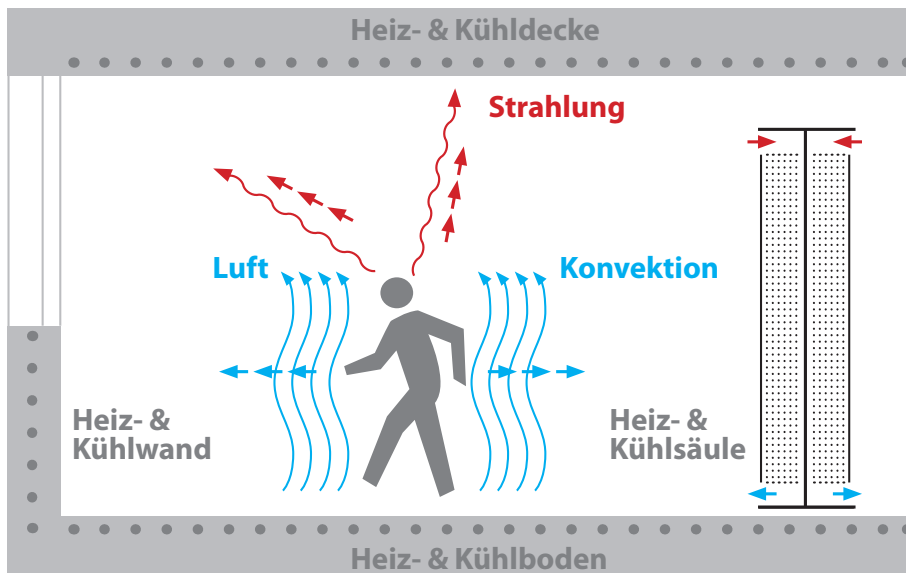 Heiz- & Kühldecke
Strahlung
Luft
Konvektion
Heiz- &
Kühlwand
Heiz- &
Kühlsäule
Heiz- & Kühlboden